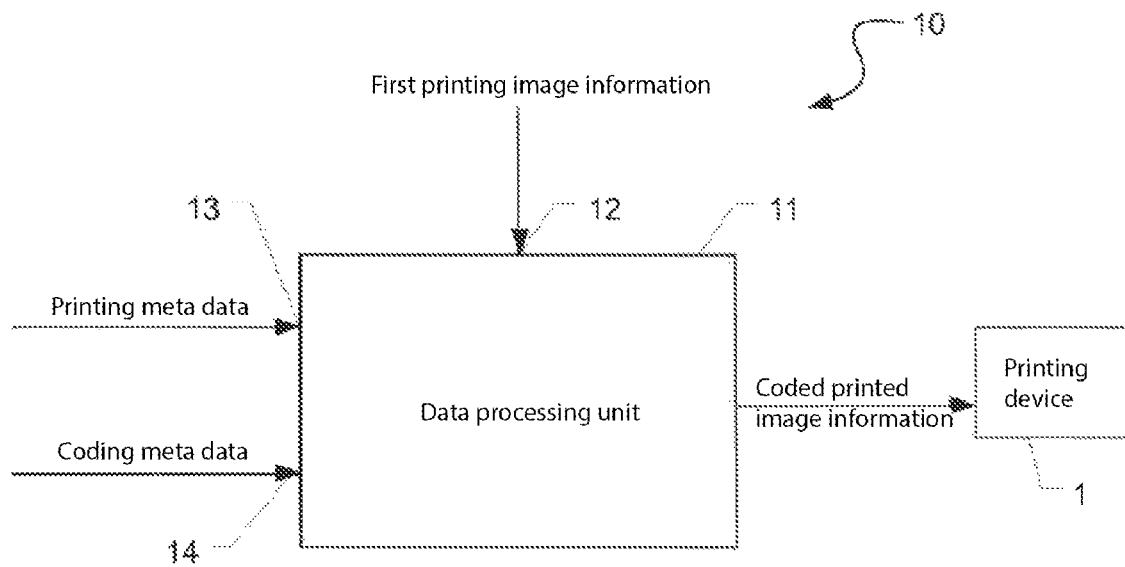 10
First printing image information
13
12
11
Printing meta data
Printing
device
Coded printed
image information
Data processing unit
Coding meta data
1
14